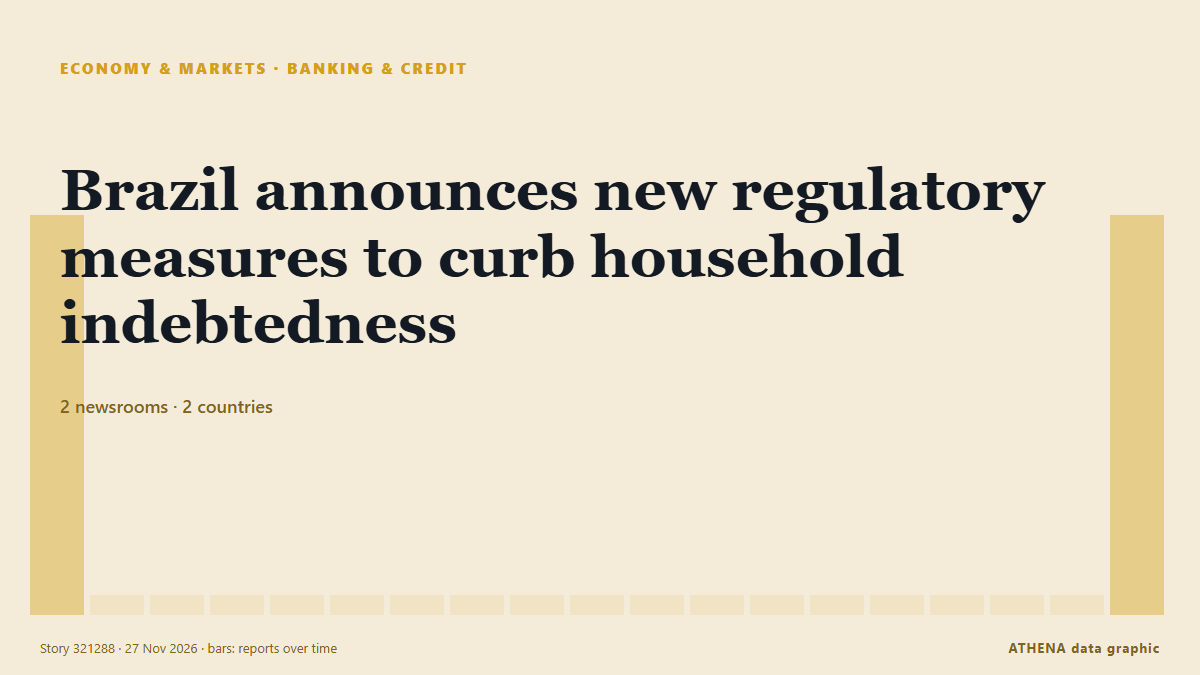 ECONOMY & MARKETS · BANKING & CREDIT
Brazil announces new regulatory
measures to curb household
indebtedness
2 newsrooms · 2 countries
Story 321288 · 27 Nov 2026 · bars: reports over time
ATHENA data graphic